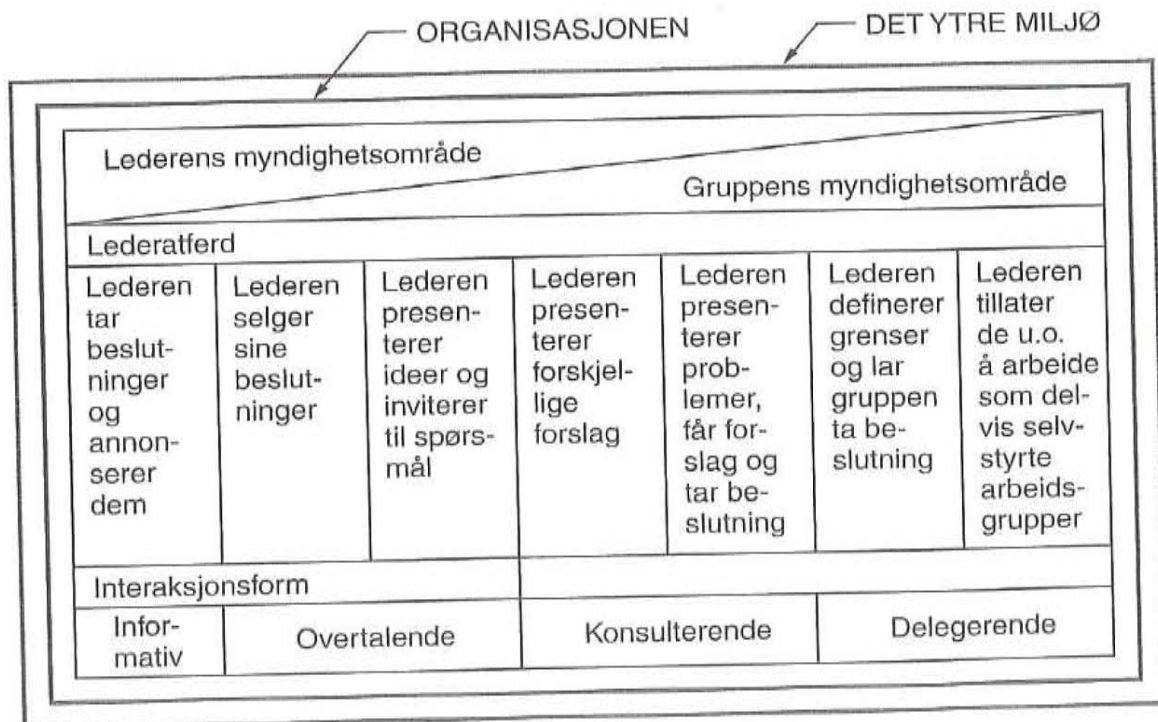 ORGANISASJONEN
DET YTRE MILJØ
Lederens myndighetsområde
Gruppens myndighetsområde
Lederatferd
Lederen
tar
beslut-
ninger
og
annon-
serer
dem
Lederen
selger
sine
beslut-
ninger
Lederen
presen-
terer
ideer og
inviterer
til spørs-
mål
Lederen
presen-
terer
forskjel-
lige
forslag
Lederen
presen-
terer
prob-
lemer,
får for-
slag og
tar be-
slutning
Lederen
definerer
grenser
og lar
gruppen
ta be-
slutning
Lederen
tillater
de u.o.
å arbeide
som del-
vis selv-
styrte
arbeids-
grupper
Interaksjonsform
Infor-
mativ
Overtalende
Konsulterende
Delegerende